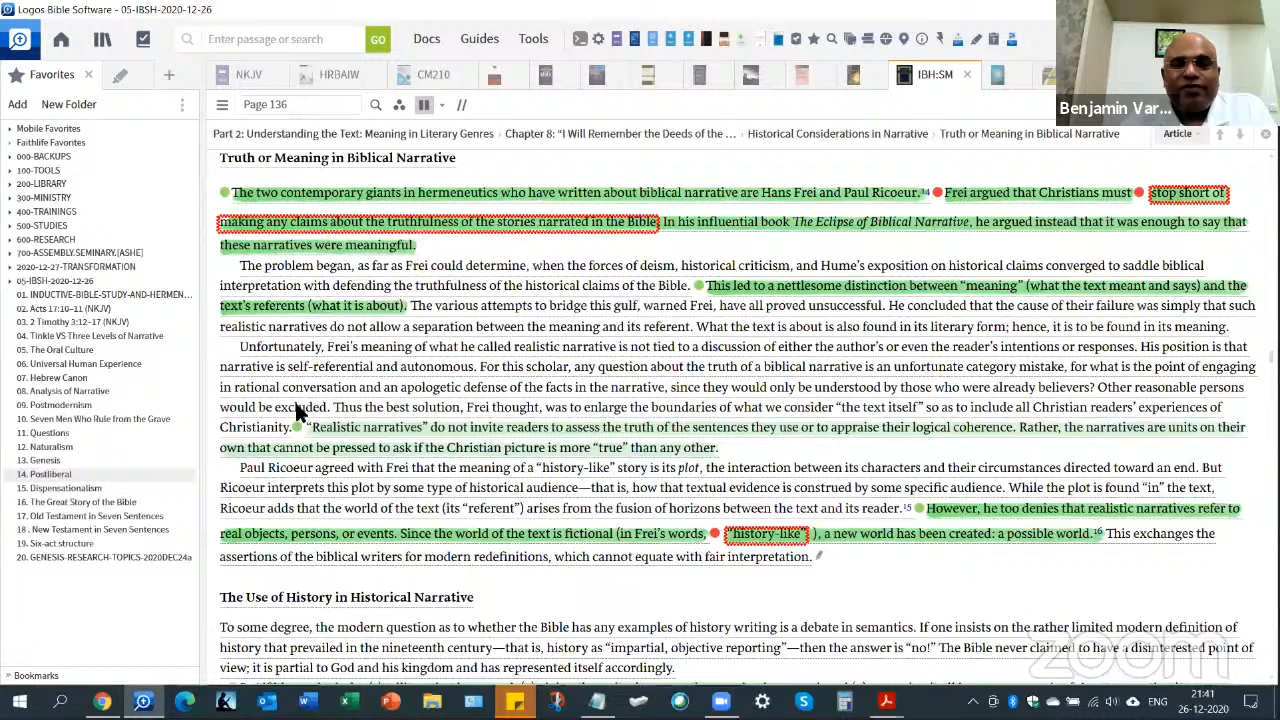 Logos Bible Software - 05-IBSH-2020-12-26
Enter passage or search
GO
Docs
Guides
Tools
Benjamin Var...
Favorites
NKJV
HRBAIW
CM210
IBH:SM
Add New Folder
Page 136
Part 2: Understanding the Text: Meaning in Literary Genres › Chapter 8: “I Will Remember the Deeds of the … › Historical Considerations in Narrative › Truth or Meaning in Biblical Narrative
Article
Mobile Favorites
Faithlife Favorites
000-BACKUPS
100-TOOLS
200-LIBRARY
300-MINISTRY
400-TRAININGS
500-STUDIES
600-RESEARCH
700-ASSEMBLY.SEMINARY.[ASHE]
2020-12-27-TRANSFORMATION
05-IBSH-2020-12-26
01. INDUCTIVE-BIBLE-STUDY-AND-HERMEN...
02. Acts 17:10–11 (NKJV)
03. 2 Timothy 3:12–17 (NKJV)
04. Tinkle VS Three Levels of Narrative
05. The Oral Culture
06. Universal Human Experience
07. Hebrew Canon
08. Analysis of Narrative
09. Postmodernism
10. Seven Men Who Rule from the Grave
11. Questions
12. Naturalism
13. Genesis
14. Postliberal
15. Dispensationalism
16. The Great Story of the Bible
17. Old Testament in Seven Sentences
18 . New Testament in Seven Sentences
19. Six-act structure
20. GENESIS-RESEARCH-TOPICS-2020DEC24a
Bookmarks
Truth or Meaning in Biblical Narrative
The two contemporary giants in hermeneutics who have written about biblical narrative are Hans Frei and Paul Ricoeur.14 Frei argued that Christians must stop short of
making any claims about the truthfulness of the stories narrated in the Bible. In his influential book The Eclipse of Biblical Narrative, he argued instead that it was enough to say that
these narratives were meaningful.
The problem began, as far as Frei could determine, when the forces of deism, historical criticism, and Hume’s exposition on historical claims converged to saddle biblical
interpretation with defending the truthfulness of the historical claims of the Bible. This led to a nettlesome distinction between “meaning” (what the text meant and says) and the
text’s referents (what it is about). The various attempts to bridge this gulf, warned Frei, have all proved unsuccessful. He concluded that the cause of their failure was simply that such
realistic narratives do not allow a separation between the meaning and its referent. What the text is about is also found in its literary form; hence, it is to be found in its meaning.
Unfortunately, Frei’s meaning of what he called realistic narrative is not tied to a discussion of either the author’s or even the reader’s intentions or responses. His position is that
narrative is self-referential and autonomous. For this scholar, any question about the truth of a biblical narrative is an unfortunate category mistake, for what is the point of engaging
in rational conversation and an apologetic defense of the facts in the narrative, since they would only be understood by those who were already believers? Other reasonable persons
would be excluded. Thus the best solution, Frei thought, was to enlarge the boundaries of what we consider “the text itself” so as to include all Christian readers’ experiences of
Christianity. “Realistic narratives” do not invite readers to assess the truth of the sentences they use or to appraise their logical coherence. Rather, the narratives are units on their
own that cannot be pressed to ask if the Christian picture is more “true” than any other.
Paul Ricoeur agreed with Frei that the meaning of a “history-like” story is its plot, the interaction between its characters and their circumstances directed toward an end. But
Ricoeur interprets this plot by some type of historical audience—that is, how that textual evidence is construed by some specific audience. While the plot is found “in” the text,
Ricoeur adds that the world of the text (its “referent”) arises from the fusion of horizons between the text and its reader.15 However, he too denies that realistic narratives refer to
real objects, persons, or events. Since the world of the text is fictional (in Frei’s words, “history-like”), a new world has been created: a possible world.16 This exchanges the
assertions of the biblical writers for modern redefinitions, which cannot equate with fair interpretation.
The Use of History in Historical Narrative
To some degree, the modern question as to whether the Bible has any examples of history writing is a debate in semantics. If one insists on the rather limited modern definition of
history that prevailed in the nineteenth century—that is, history as “impartial, objective reporting”—then the answer is “no!” The Bible never claimed to have a disinterested point of
view; it is partial to God and his kingdom and has represented itself accordingly.
zoom
ENG
21:41
26-12-2020